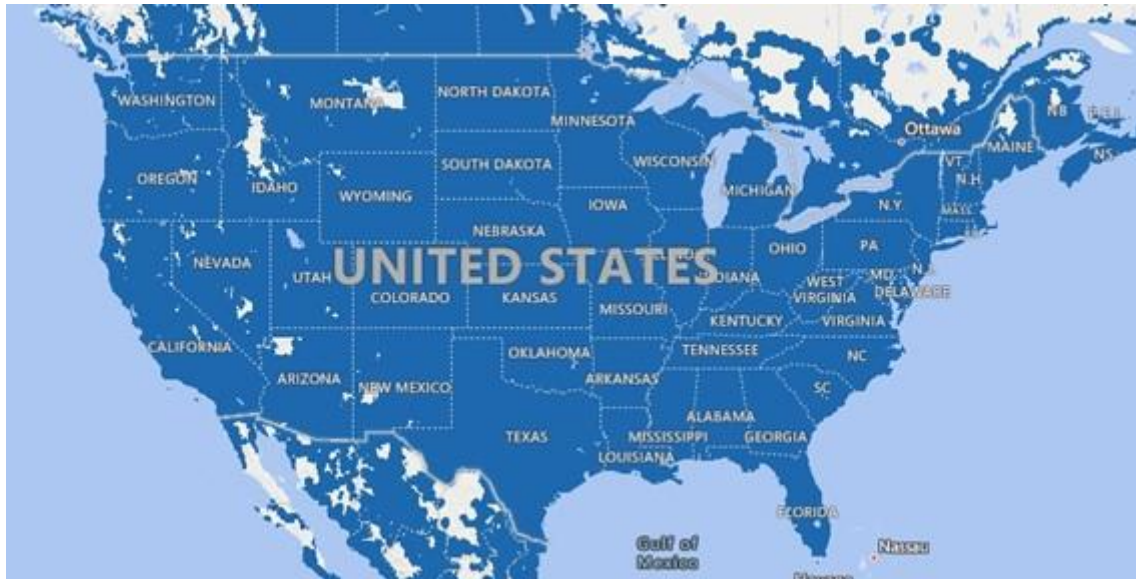 WASHINGTON
MONTANA
NORTH DAKOTA
MINNESOTA
NB
P.E.I.
Ottawa
MAINE
NS
SOUTH DAKOTA
WISCONSIN
VT
N.H.
OREGON
IDAHO
WYOMING
MICHIGAN
IOWA
N.Y.
MASS
NEBRASKA
OHIO
PA
NEVADA
UTAH
UNITED STATES
INDIANA
N.J.
COLORADO
KANSAS
MISSOURI
WEST
VIRGINIA
MD
DELAWARE
KENTUCKY
VIRGINIA
CALIFORNIA
OKLAHOMA
TENNESSEE
NC
ARIZONA
NEW MEXICO
ARKANSAS
SC
ALABAMA
TEXAS
MISSISSIPPI
GEORGIA
LOUISIANA
FLORIDA
Gulf of
Mexico
Nassau